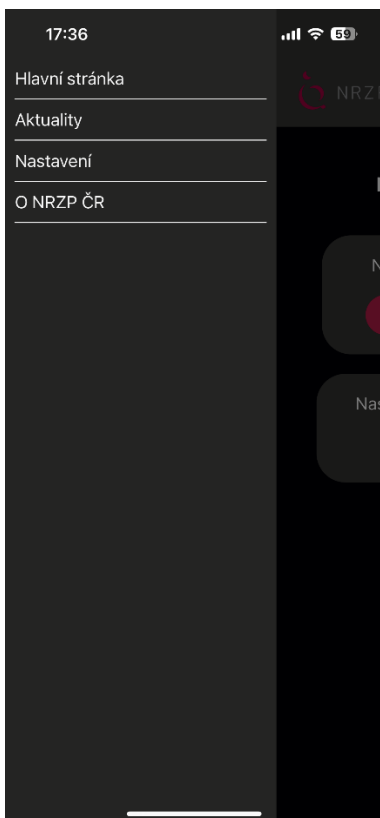 17:36
59
Hlavní stránka
Aktuality
Nastavení
O NRZP ČR